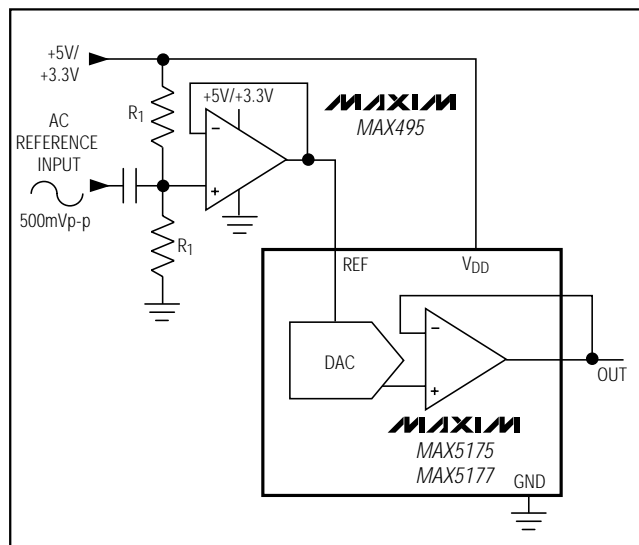 +5V/
+3.3V
R1
+5V/+3.3V
MAXIM
MAX495
AC
REFERENCE
INPUT
500mVp-p
−
+
R1
REF
VDD
DAC
−
+
OUT
MAXIM
MAX5175
MAX5177
GND